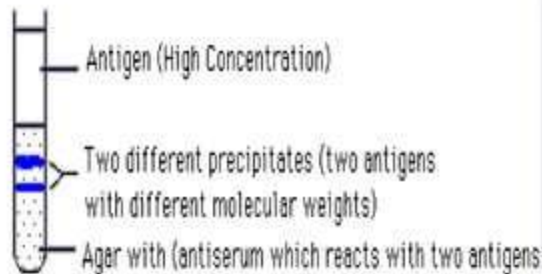 Antigen (High Concentration)
Two different precipitates (two antigens
with different molecular weights)
Agar with (antiserum which reacts with two antigens